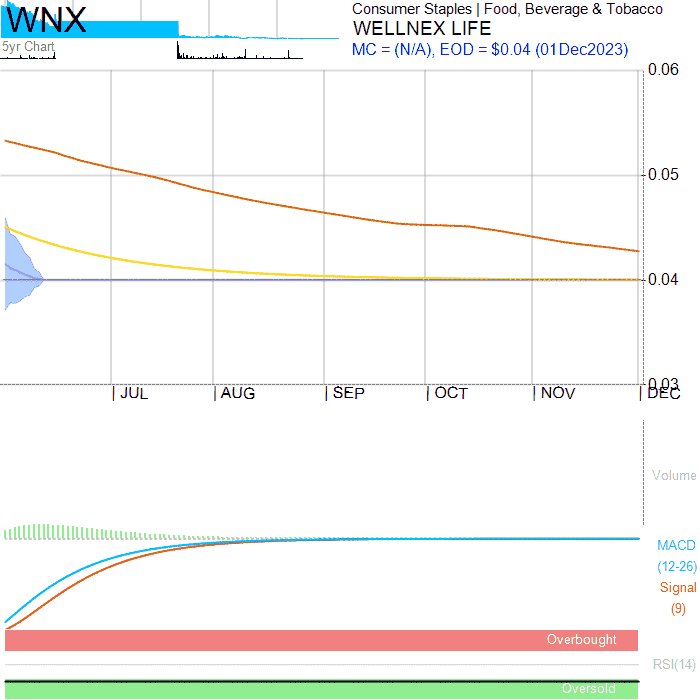 WNX
Consumer Staples | Food, Beverage & Tobacco
WELLNEX LIFE
MC = (N/A), EOD = $0.04 (01Dec2023)
5yr Chart
0.06
0.05
0.04
0.03
JUL AUG SEP OCT NOV DEC
Volume
MACD
(12-26)
Signal
(9)
Overbought
RSI(14)
Oversold